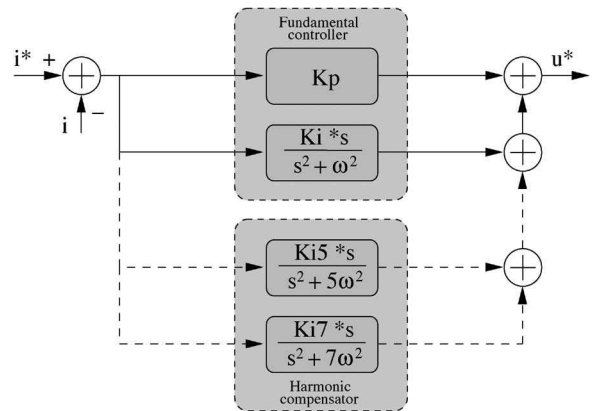 Fundamental
controller
i* +
u*
Kp
i −
Ki *s
s² + ω²
Ki5 *s
s² + 5ω²
Ki7 *s
s² + 7ω²
Harmonic
compensator